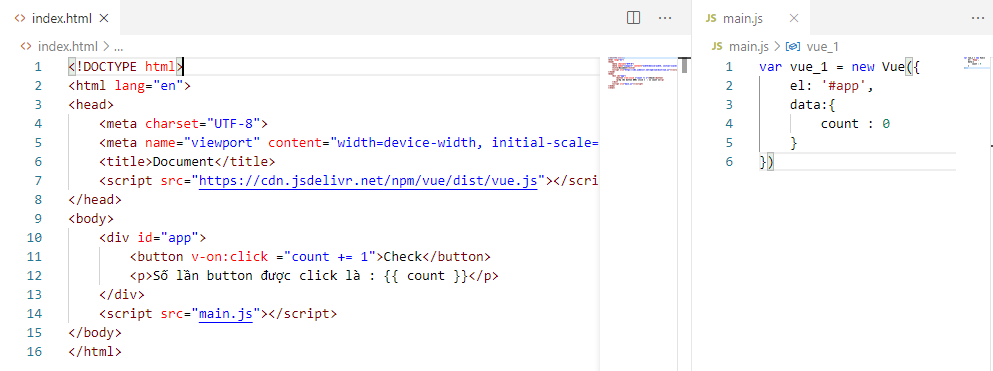 index.html
index.html > ...
1 <!DOCTYPE html>
2 <html lang="en">
3 <head>
4 <meta charset="UTF-8">
5 <meta name="viewport" content="width=device-width, initial-scale=
6 <title>Document</title>
7 <script src="https://cdn.jsdelivr.net/npm/vue/dist/vue.js"></scri
8 </head>
9 <body>
10 <div id="app">
11 <button v-on:click ="count += 1">Check</button>
12 <p>Số lần button được click là : {{ count }}</p>
13 </div>
14 <script src="main.js"></script>
15 </body>
16 </html>
JS main.js
JS main.js > vue_1
1 var vue_1 = new Vue({
2 el: '#app',
3 data:{
4 count : 0
5 }
6 })